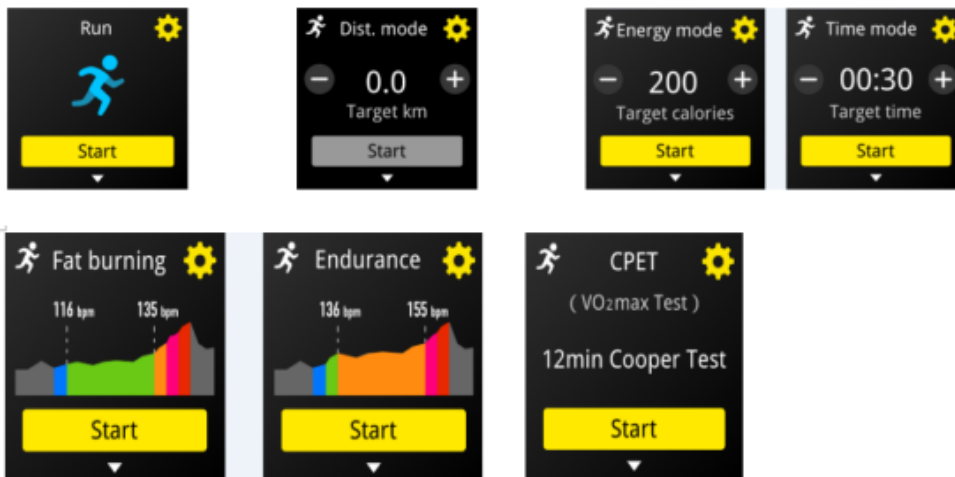 Run
Start
Dist. mode
− 0.0 +
Target km
Start
Energy mode
− 200 +
Target calories
Start
Time mode
− 00:30 +
Target time
Start
Fat burning
116 bpm 135 bpm
Start
Endurance
136 bpm 155 bpm
Start
CPET
( VO2max Test )
12min Cooper Test
Start